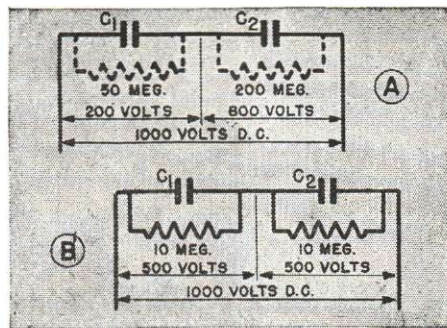 C1 C2
50 MEG. 200 MEG.
200 VOLTS 800 VOLTS
1000 VOLTS D.C.
A
C1 C2
10 MEG. 10 MEG.
500 VOLTS 500 VOLTS
1000 VOLTS D.C.
B